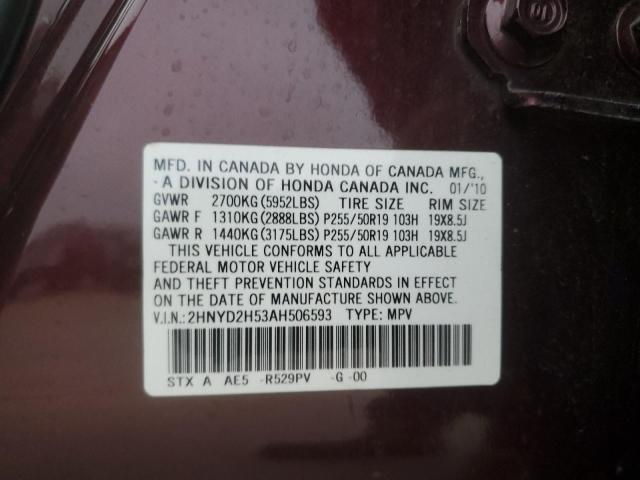 MFD. IN CANADA BY HONDA OF CANADA MFG.,
A DIVISION OF HONDA CANADA INC. 01/'10
GVWR 2700KG(5952LBS) TIRE SIZE RIM SIZE
GAWR F 1310KG(2888LBS) P255/50R19 103H 19X8.5J
GAWR R 1440KG(3175LBS) P255/50R19 103H 19X8.5J
THIS VEHICLE CONFORMS TO ALL APPLICABLE
FEDERAL MOTOR VEHICLE SAFETY
AND THEFT PREVENTION STANDARDS IN EFFECT
ON THE DATE OF MANUFACTURE SHOWN ABOVE.
V.I.N.: 2HNYD2H53AH506593 TYPE: MPV
STX A AE5 -R529PV -G -00